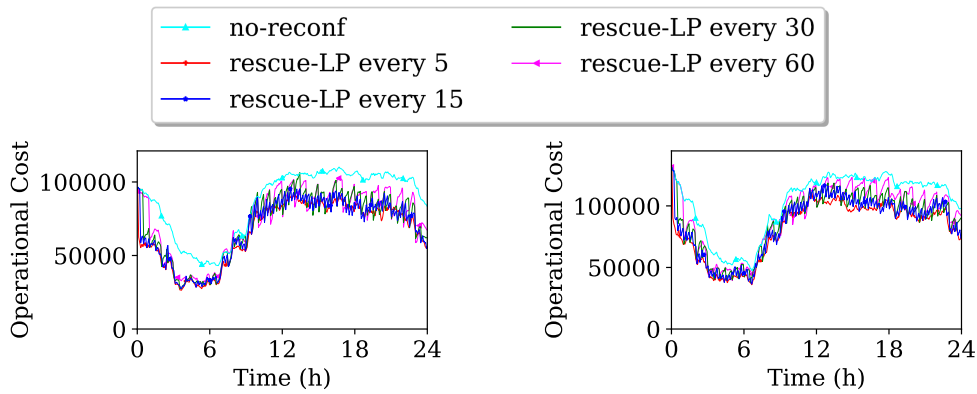 no-reconf
rescue-LP every 5
rescue-LP every 15
rescue-LP every 30
rescue-LP every 60
Operational Cost
100000
50000
0
0 6 12 18 24
Time (h)
Operational Cost
100000
50000
0
0 6 12 18 24
Time (h)